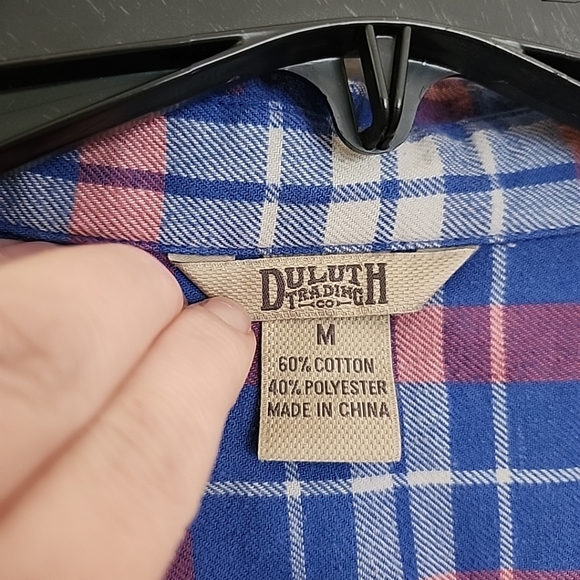 DULUTH
TRADING
CO
M
60% COTTON
40% POLYESTER
MADE IN CHINA